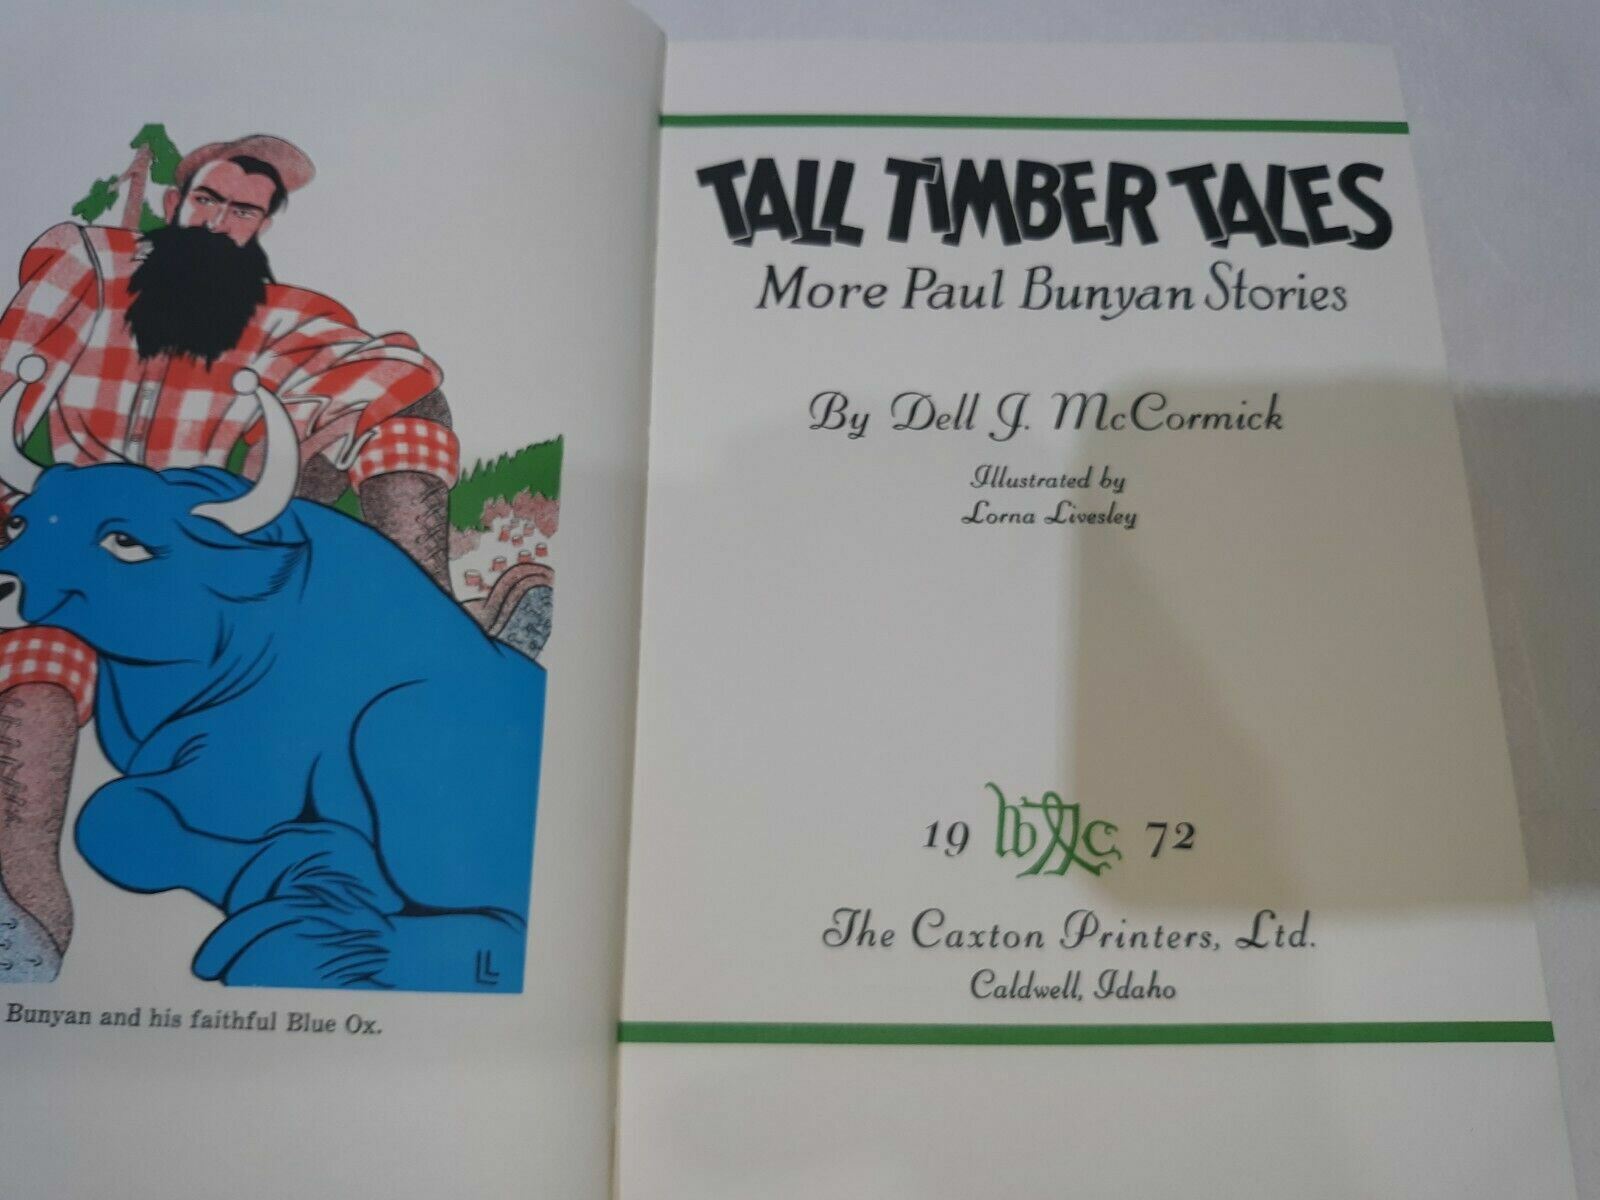 LL
Bunyan and his faithful Blue Ox.
TALL TIMBER TALES
More Paul Bunyan Stories
By Dell J. McCormick
Illustrated by
Lorna Livesley
19 72
The Caxton Printers, Ltd.
Caldwell, Idaho